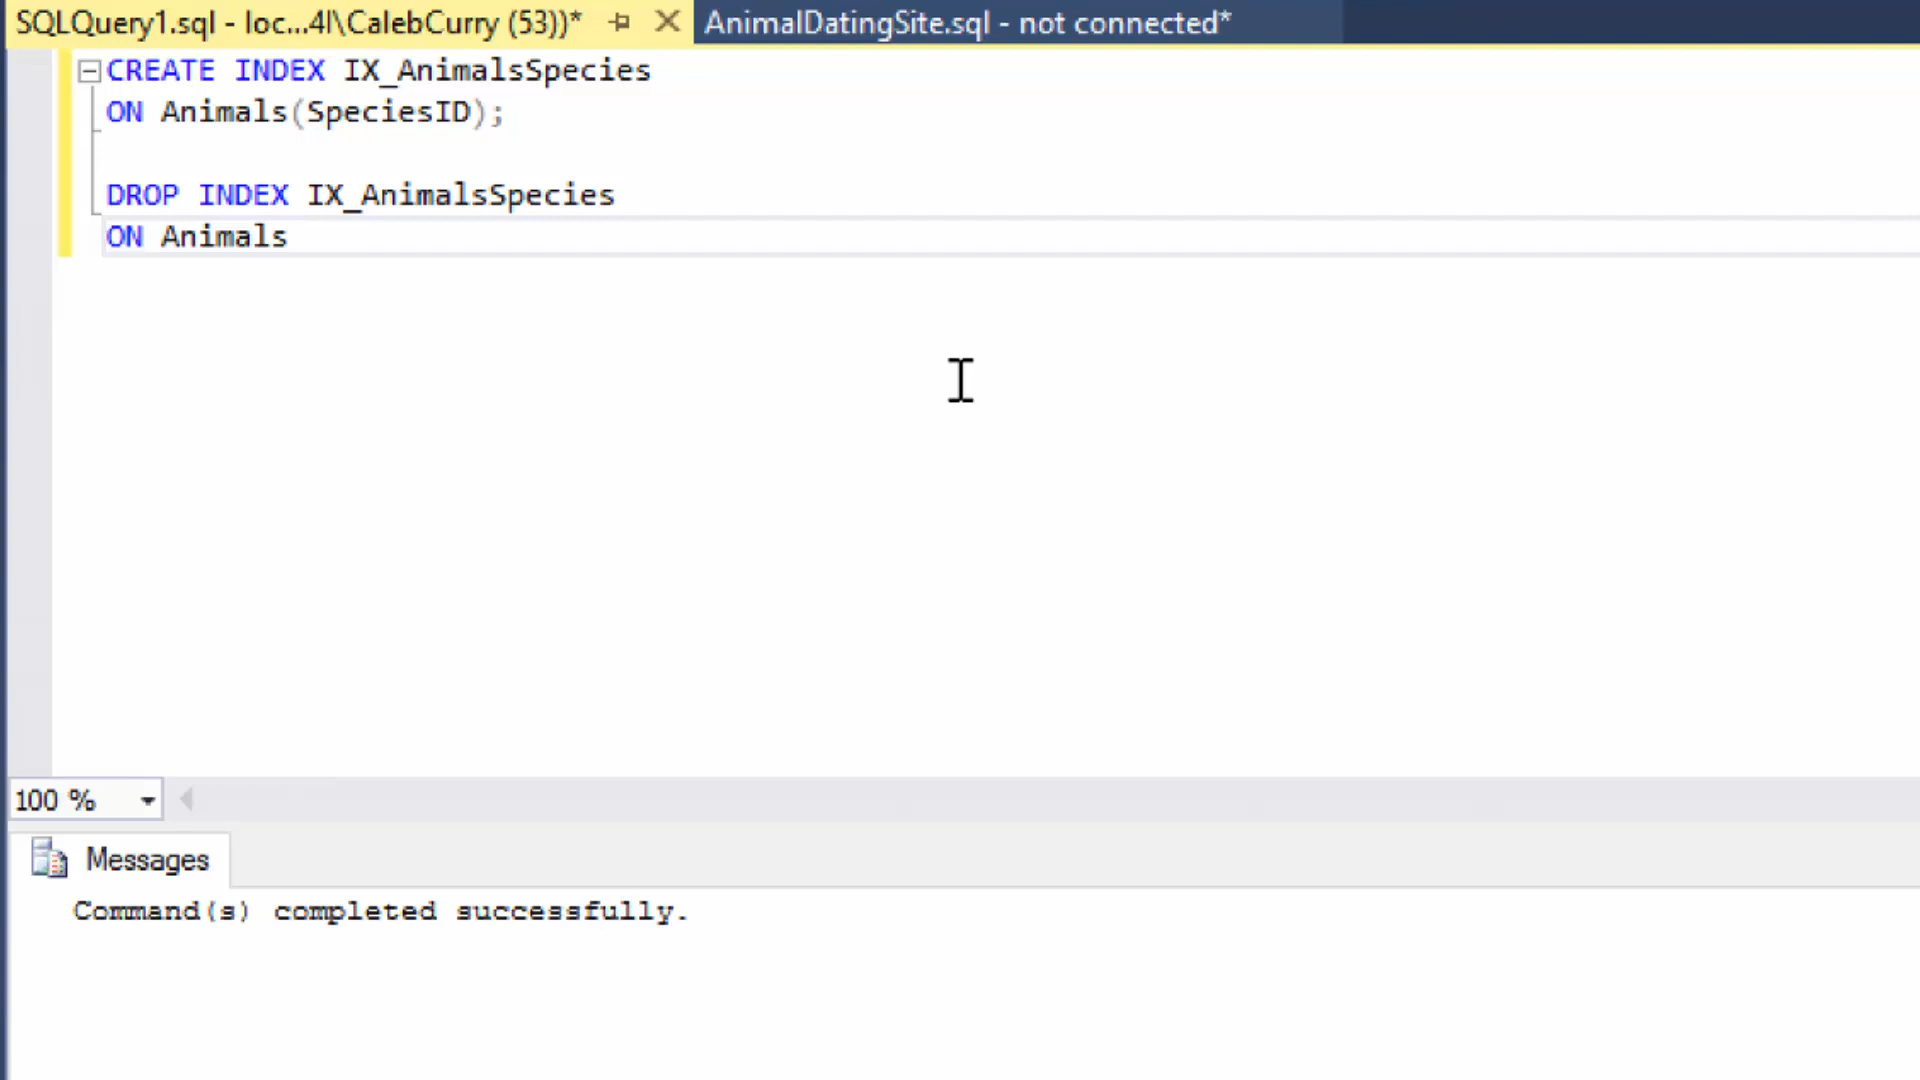 SQLQuery1.sql - loc...4l\CalebCurry (53))*
AnimalDatingSite.sql - not connected*
CREATE INDEX IX_AnimalsSpecies
ON Animals(SpeciesID);
DROP INDEX IX_AnimalsSpecies
ON Animals
100 %
Messages
Command(s) completed successfully.